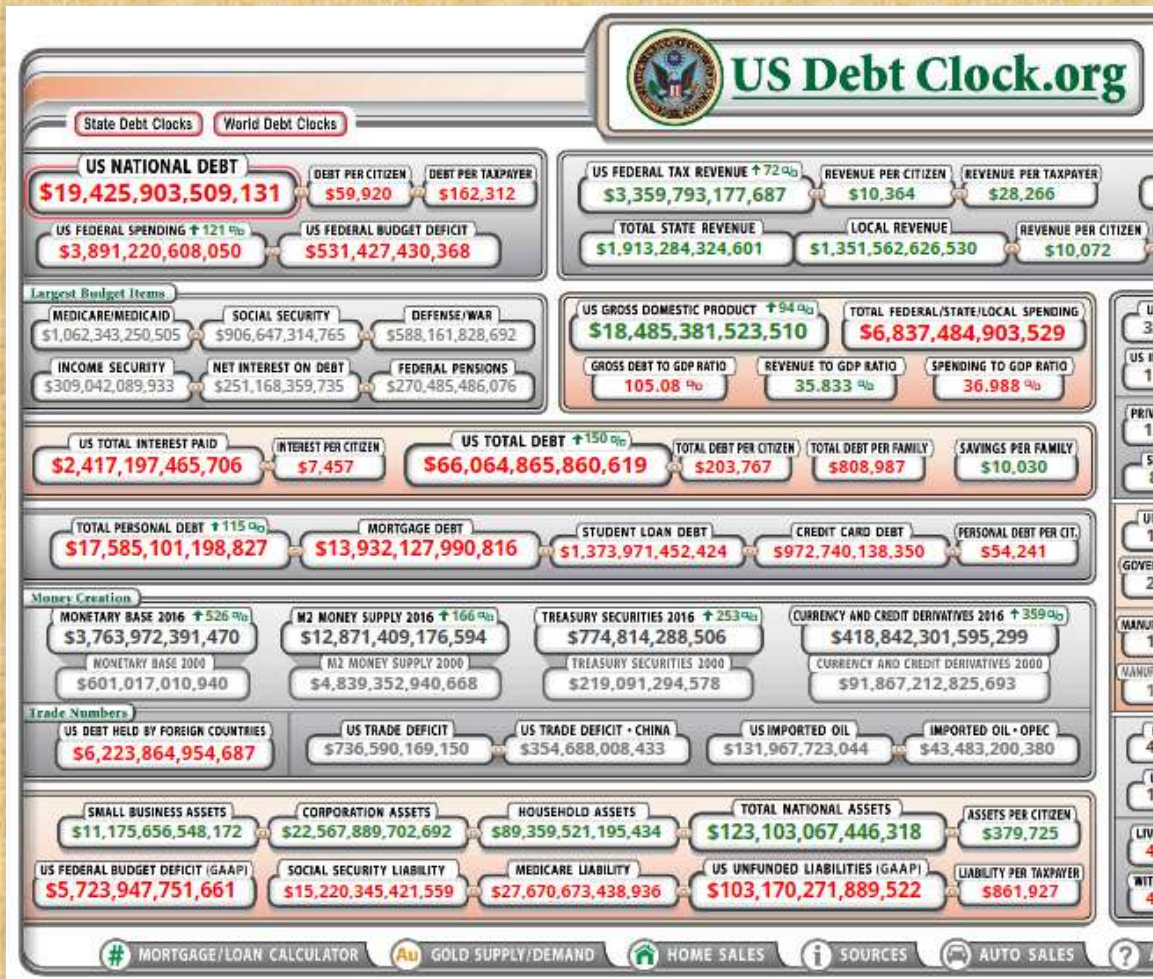 US Debt Clock.org
State Debt Clocks World Debt Clocks
US NATIONAL DEBT
$19,425,903,509,131
DEBT PER CITIZEN
$59,920
DEBT PER TAXPAYER
$162,312
US FEDERAL SPENDING ↑ 121 %
$3,891,220,608,050
US FEDERAL BUDGET DEFICIT
$531,427,430,368
US FEDERAL TAX REVENUE ↑ 72 %
$3,359,793,177,687
REVENUE PER CITIZEN
$10,364
REVENUE PER TAXPAYER
$28,266
TOTAL STATE REVENUE
$1,913,284,324,601
LOCAL REVENUE
$1,351,562,626,530
REVENUE PER CITIZEN
$10,072
Largest Budget Items
MEDICARE/MEDICAID
$1,062,343,250,505
SOCIAL SECURITY
$906,647,314,765
DEFENSE/WAR
$588,161,828,692
INCOME SECURITY
$309,042,089,933
NET INTEREST ON DEBT
$251,168,359,735
FEDERAL PENSIONS
$270,485,486,076
US GROSS DOMESTIC PRODUCT ↑ 94 %
$18,485,381,523,510
TOTAL FEDERAL/STATE/LOCAL SPENDING
$6,837,484,903,529
GROSS DEBT TO GDP RATIO
105.08 %
REVENUE TO GDP RATIO
35.833 %
SPENDING TO GDP RATIO
36.988 %
US TOTAL INTEREST PAID
$2,417,197,465,706
INTEREST PER CITIZEN
$7,457
US TOTAL DEBT ↑ 150 %
$66,064,865,860,619
TOTAL DEBT PER CITIZEN
$203,767
TOTAL DEBT PER FAMILY
$808,987
SAVINGS PER FAMILY
$10,030
TOTAL PERSONAL DEBT ↑ 115 %
$17,585,101,198,827
MORTGAGE DEBT
$13,932,127,990,816
STUDENT LOAN DEBT
$1,373,971,452,424
CREDIT CARD DEBT
$972,740,138,350
PERSONAL DEBT PER CIT.
$54,241
Money Creation
MONETARY BASE 2016 ↑ 526 %
$3,763,972,391,470
MONETARY BASE 2000
$601,017,010,940
M2 MONEY SUPPLY 2016 ↑ 166 %
$12,871,409,176,594
M2 MONEY SUPPLY 2000
$4,839,352,940,668
TREASURY SECURITIES 2016 ↑ 253 %
$774,814,288,506
TREASURY SECURITIES 2000
$219,091,294,578
CURRENCY AND CREDIT DERIVATIVES 2016 ↑ 359 %
$418,842,301,595,299
CURRENCY AND CREDIT DERIVATIVES 2000
$91,867,212,825,693
Trade Numbers
US DEBT HELD BY FOREIGN COUNTRIES
$6,223,864,954,687
US TRADE DEFICIT
$736,590,169,150
US TRADE DEFICIT • CHINA
$354,688,008,433
US IMPORTED OIL
$131,967,723,044
IMPORTED OIL • OPEC
$43,483,200,380
SMALL BUSINESS ASSETS
$11,175,656,548,172
CORPORATION ASSETS
$22,567,889,702,692
HOUSEHOLD ASSETS
$89,359,521,195,434
TOTAL NATIONAL ASSETS
$123,103,067,446,318
ASSETS PER CITIZEN
$379,725
US FEDERAL BUDGET DEFICIT (GAAP)
$5,723,947,751,661
SOCIAL SECURITY LIABILITY
$15,220,345,421,559
MEDICARE LIABILITY
$27,670,673,438,936
US UNFUNDED LIABILITIES (GAAP)
$103,170,271,889,522
LIABILITY PER TAXPAYER
$861,927
# MORTGAGE/LOAN CALCULATOR Au GOLD SUPPLY/DEMAND HOME SALES i SOURCES AUTO SALES ?